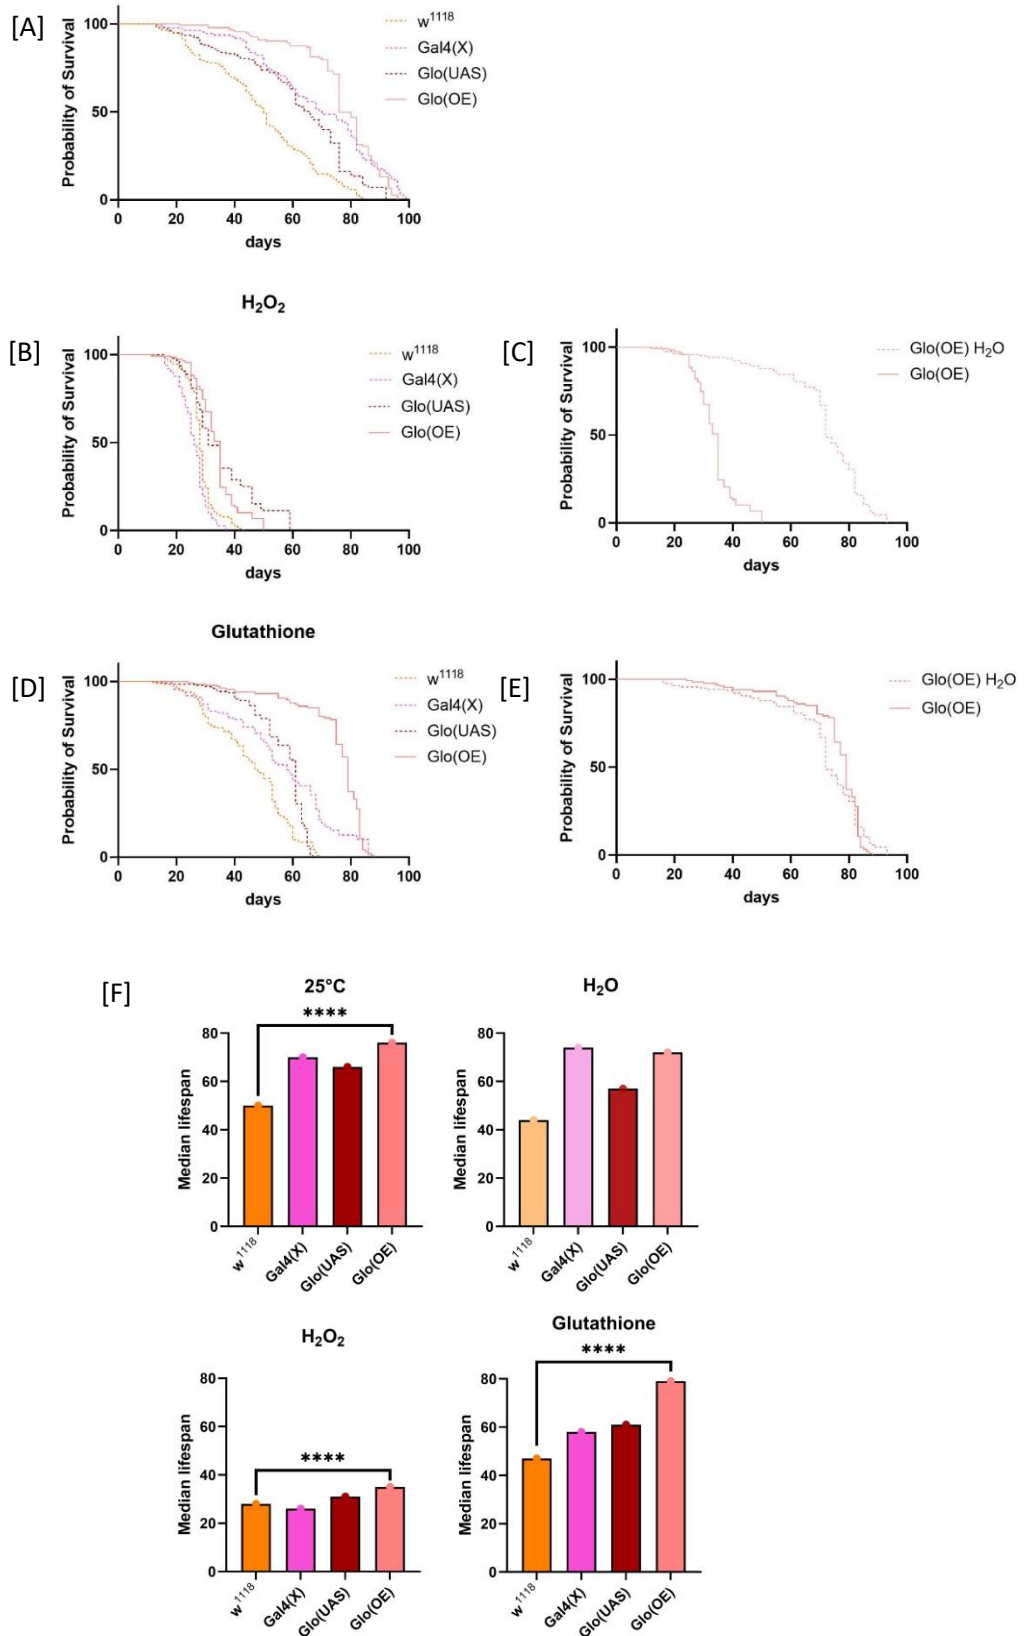 [A]
Probability of Survival
100
50
0
0 20 40 60 80 100
days
w¹¹¹⁸
Gal4(X)
Glo(UAS)
Glo(OE)
H₂O₂
[B]
Probability of Survival
100
50
0
0 20 40 60 80 100
days
w¹¹¹⁸
Gal4(X)
Glo(UAS)
Glo(OE)
[C]
Probability of Survival
100
50
0
0 20 40 60 80 100
days
Glo(OE) H₂O
Glo(OE)
Glutathione
[D]
Probability of Survival
100
50
0
0 20 40 60 80 100
days
w¹¹¹⁸
Gal4(X)
Glo(UAS)
Glo(OE)
[E]
Probability of Survival
100
50
0
0 20 40 60 80 100
days
Glo(OE) H₂O
Glo(OE)
[F]
25°C
****
Median lifespan
80
60
40
20
0
w¹¹¹⁸ Gal4(X) Glo(UAS) Glo(OE)
H₂O
Median lifespan
80
60
40
20
0
w¹¹¹⁸ Gal4(X) Glo(UAS) Glo(OE)
H₂O₂
****
Median lifespan
80
60
40
20
0
w¹¹¹⁸ Gal4(X) Glo(UAS) Glo(OE)
Glutathione
****
Median lifespan
80
60
40
20
0
w¹¹¹⁸ Gal4(X) Glo(UAS) Glo(OE)